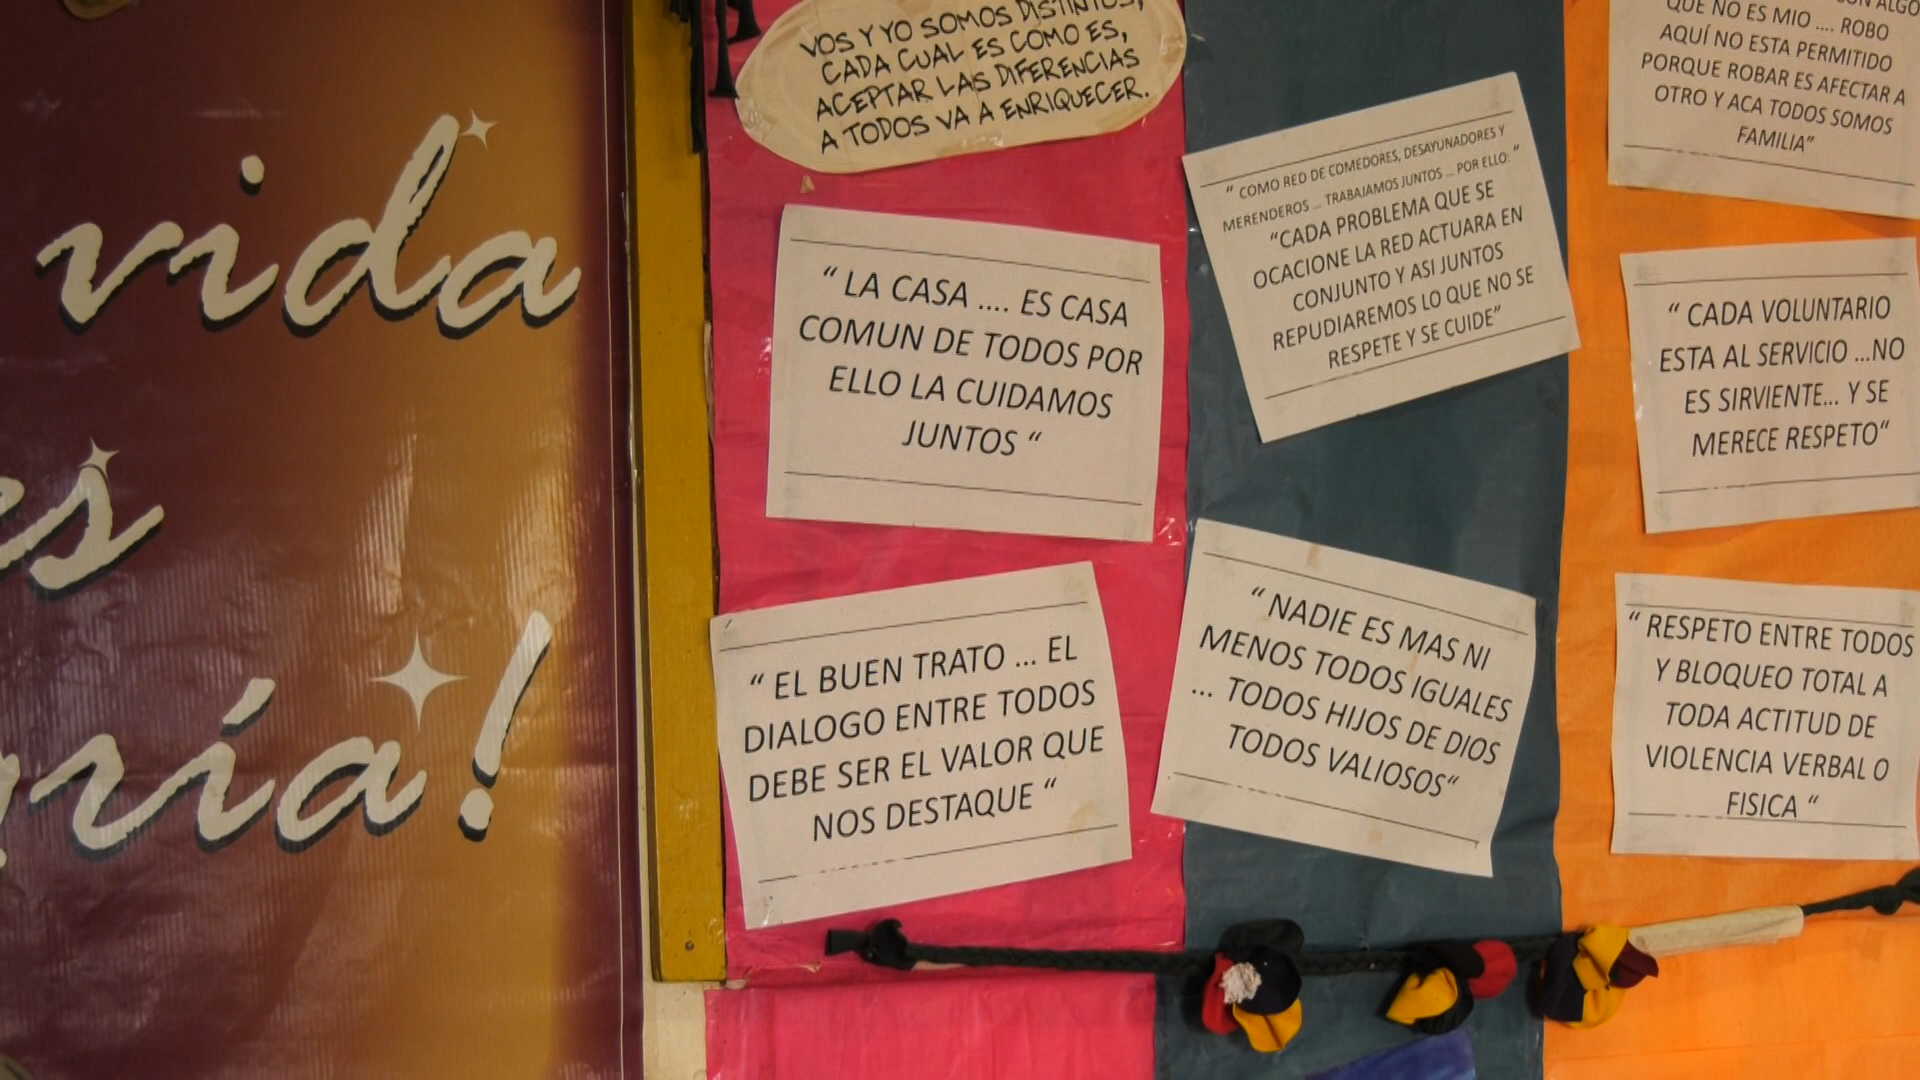 vida
es
ría!
VOS Y YO SOMOS DISTINTOS,
CADA CUAL ES COMO ES,
ACEPTAR LAS DIFERENCIAS
A TODOS VA A ENRIQUECER.
“ LA CASA .... ES CASA
COMUN DE TODOS POR
ELLO LA CUIDAMOS
JUNTOS “
“ EL BUEN TRATO ... EL
DIALOGO ENTRE TODOS
DEBE SER EL VALOR QUE
NOS DESTAQUE “
“ COMO RED DE COMEDORES, DESAYUNADORES Y
MERENDEROS ... TRABAJAMOS JUNTOS ... POR ELLO: “
“CADA PROBLEMA QUE SE
OCACIONE LA RED ACTUARA EN
CONJUNTO Y ASI JUNTOS
REPUDIAREMOS LO QUE NO SE
RESPETE Y SE CUIDE”
“ NADIE ES MAS NI
MENOS TODOS IGUALES
... TODOS HIJOS DE DIOS
TODOS VALIOSOS“
CON ALGO
QUE NO ES MIO .... ROBO
AQUÍ NO ESTA PERMITIDO
PORQUE ROBAR ES AFECTAR A
OTRO Y ACA TODOS SOMOS
FAMILIA”
“ CADA VOLUNTARIO
ESTA AL SERVICIO ...NO
ES SIRVIENTE... Y SE
MERECE RESPETO“
“ RESPETO ENTRE TODOS
Y BLOQUEO TOTAL A
TODA ACTITUD DE
VIOLENCIA VERBAL O
FISICA “